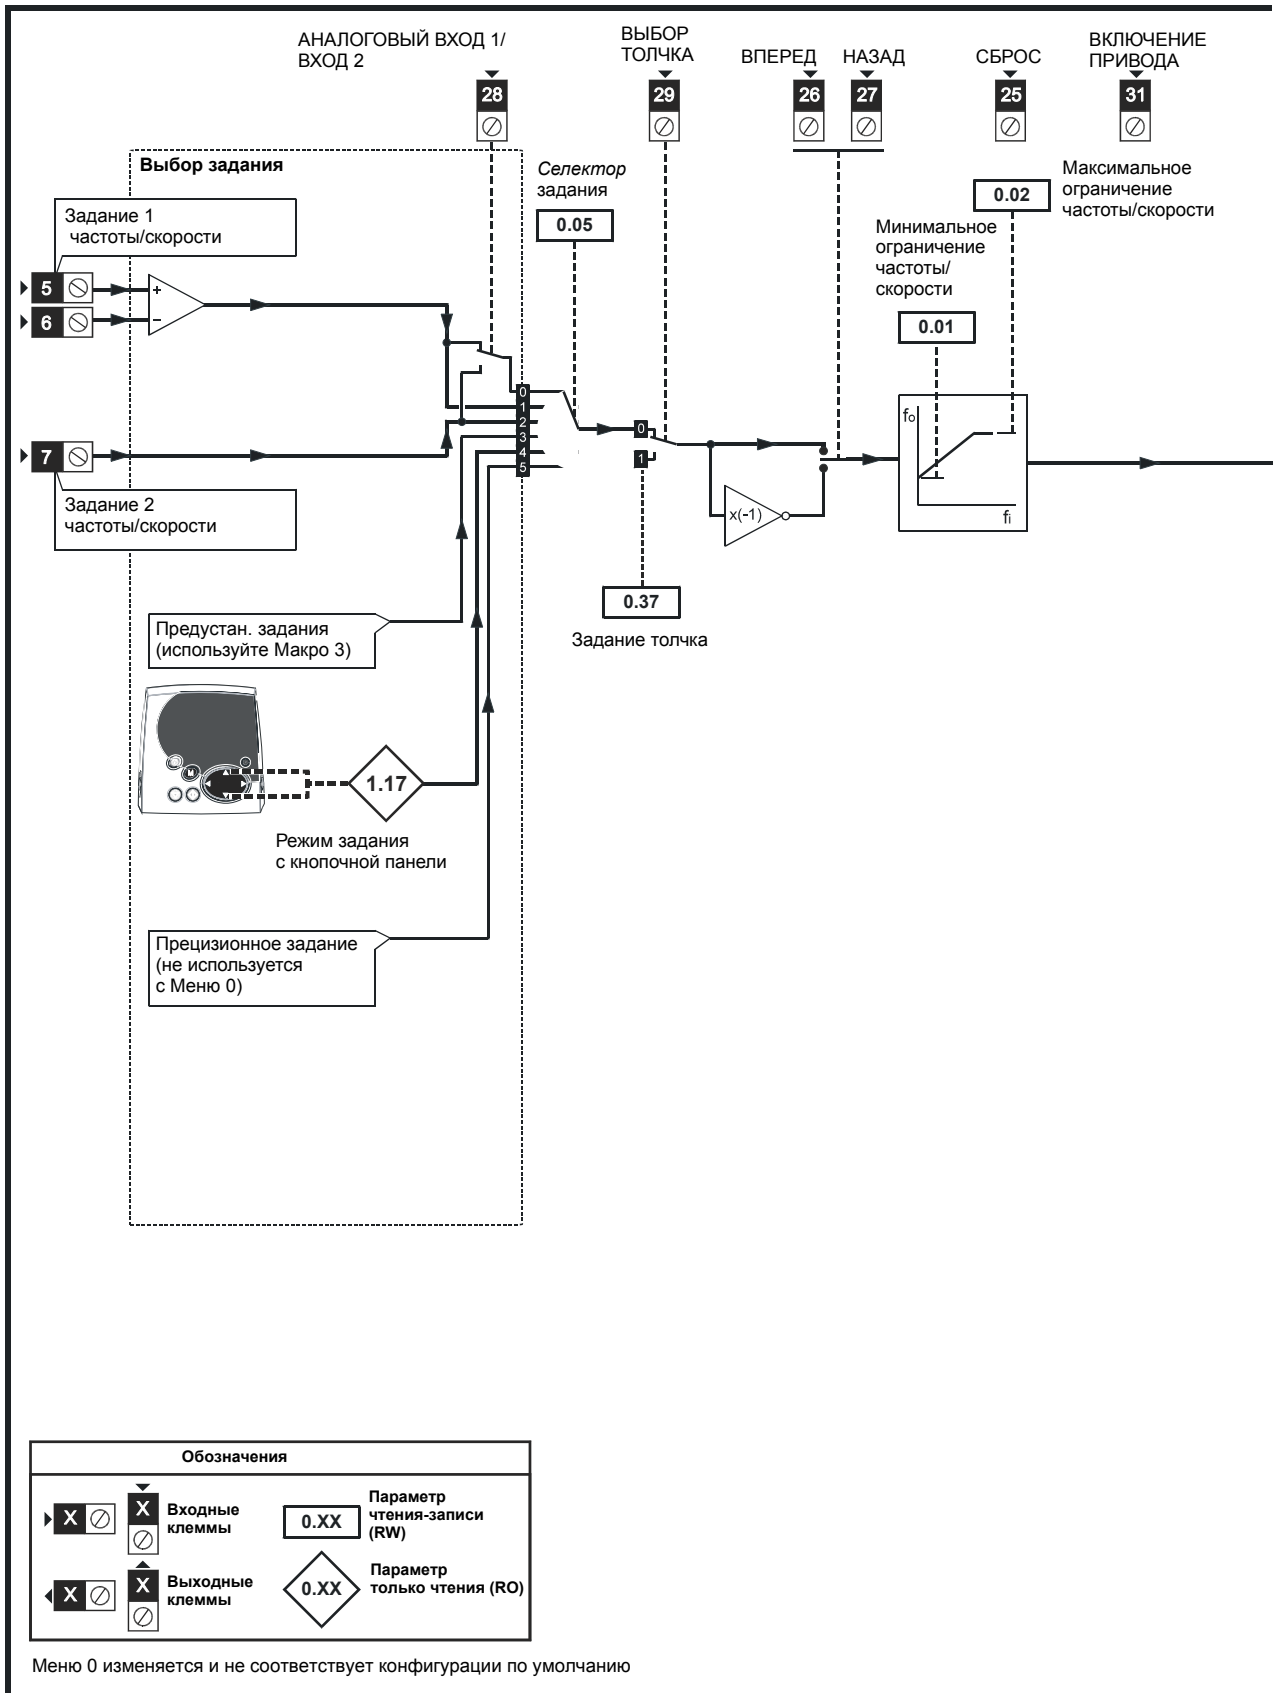 АНАЛОГОВЫЙ ВХОД 1/
ВХОД 2
28
ВЫБОР
ТОЛЧКА
29
ВПЕРЕД
26
НАЗАД
27
СБРОС
25
ВКЛЮЧЕНИЕ
ПРИВОДА
31
Выбор задания
Селектор
задания
0.05
Максимальное
ограничение
частоты/скорости
0.02
Минимальное
ограничение
частоты/
скорости
0.01
Задание 1
частоты/скорости
5
+
6
–
7
Задание 2
частоты/скорости
0
1
2
3
4
5
0
1
x(-1)
fo
fi
0.37
Задание толчка
Предустан. задания
(используйте Макро 3)
M
1.17
Режим задания
с кнопочной панели
Прецизионное задание
(не используется
с Меню 0)
Обозначения
X
X
Входные
клеммы
0.XX
Параметр
чтения-записи
(RW)
X
X
Выходные
клеммы
0.XX
Параметр
только чтения (RO)
Меню 0 изменяется и не соответствует конфигурации по умолчанию